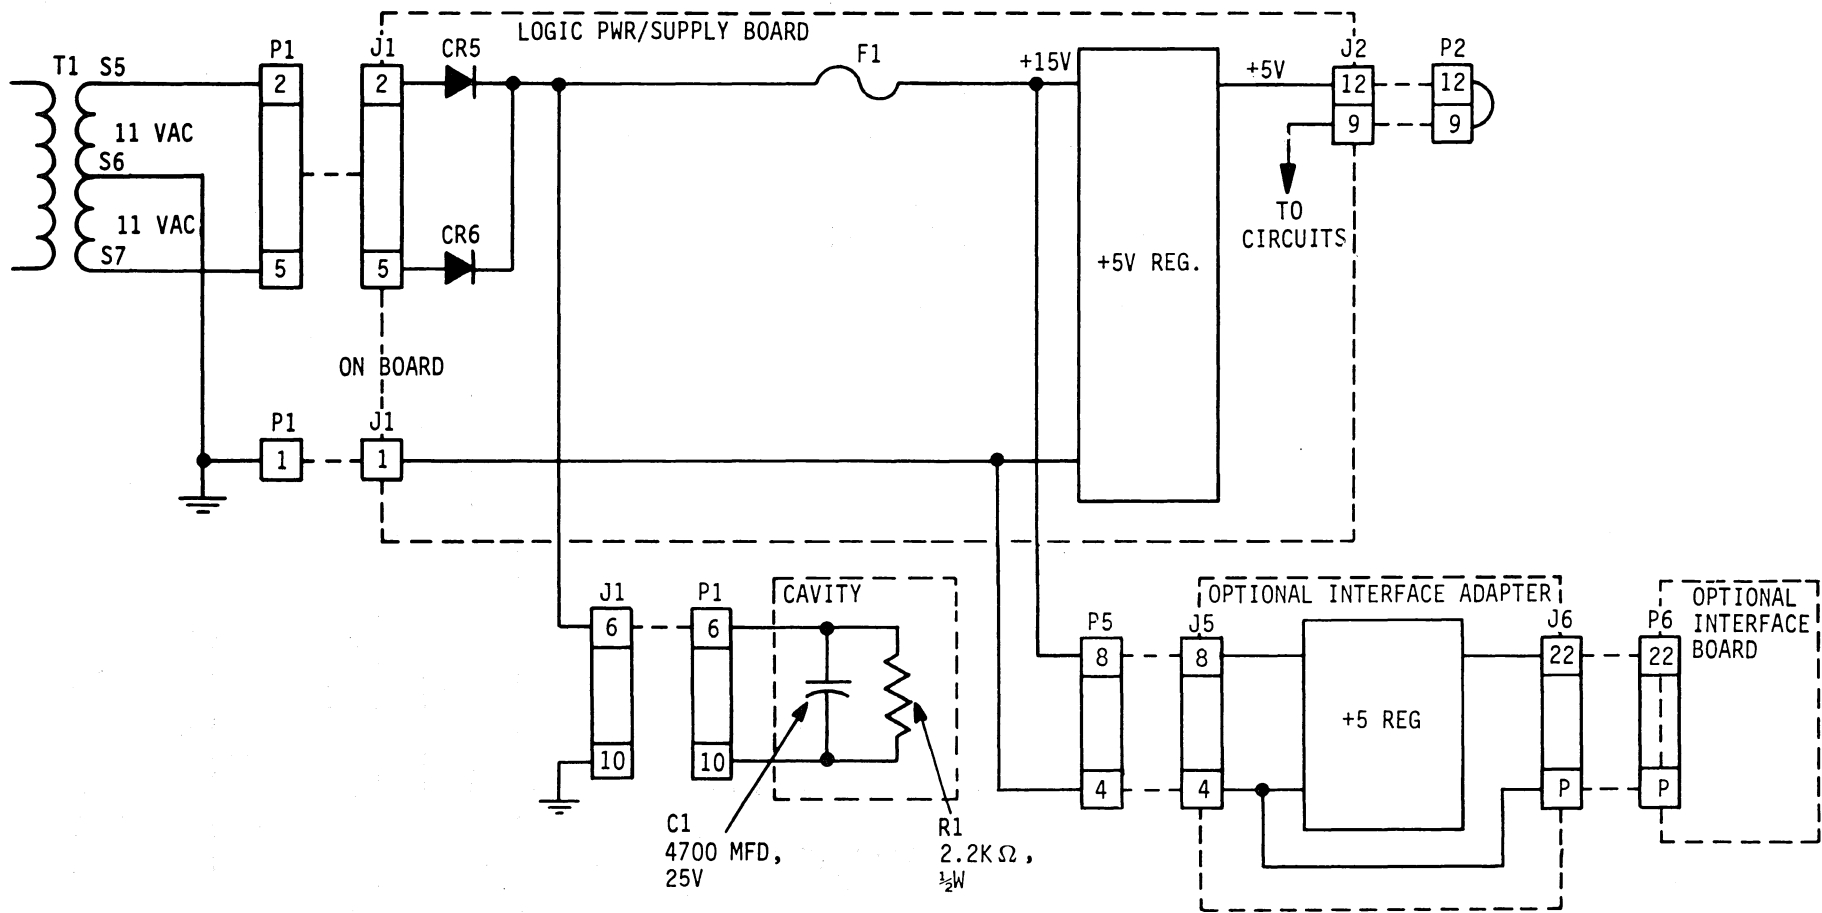 LOGIC PWR/SUPPLY BOARD
T1
S5
P1
J1
CR5
F1
+15V
+5V
J2
P2
2
2
12
12
11 VAC
9
9
S6
11 VAC
S7
CR6
TO
CIRCUITS
5
5
+5V REG.
ON BOARD
P1
J1
1
1
J1
P1
CAVITY
6
6
10
10
C1
4700 MFD,
25V
R1
2.2K Ω,
½W
OPTIONAL INTERFACE ADAPTER
P5
J5
J6
P6
OPTIONAL
INTERFACE
BOARD
8
8
22
22
+5 REG
4
4
P
P